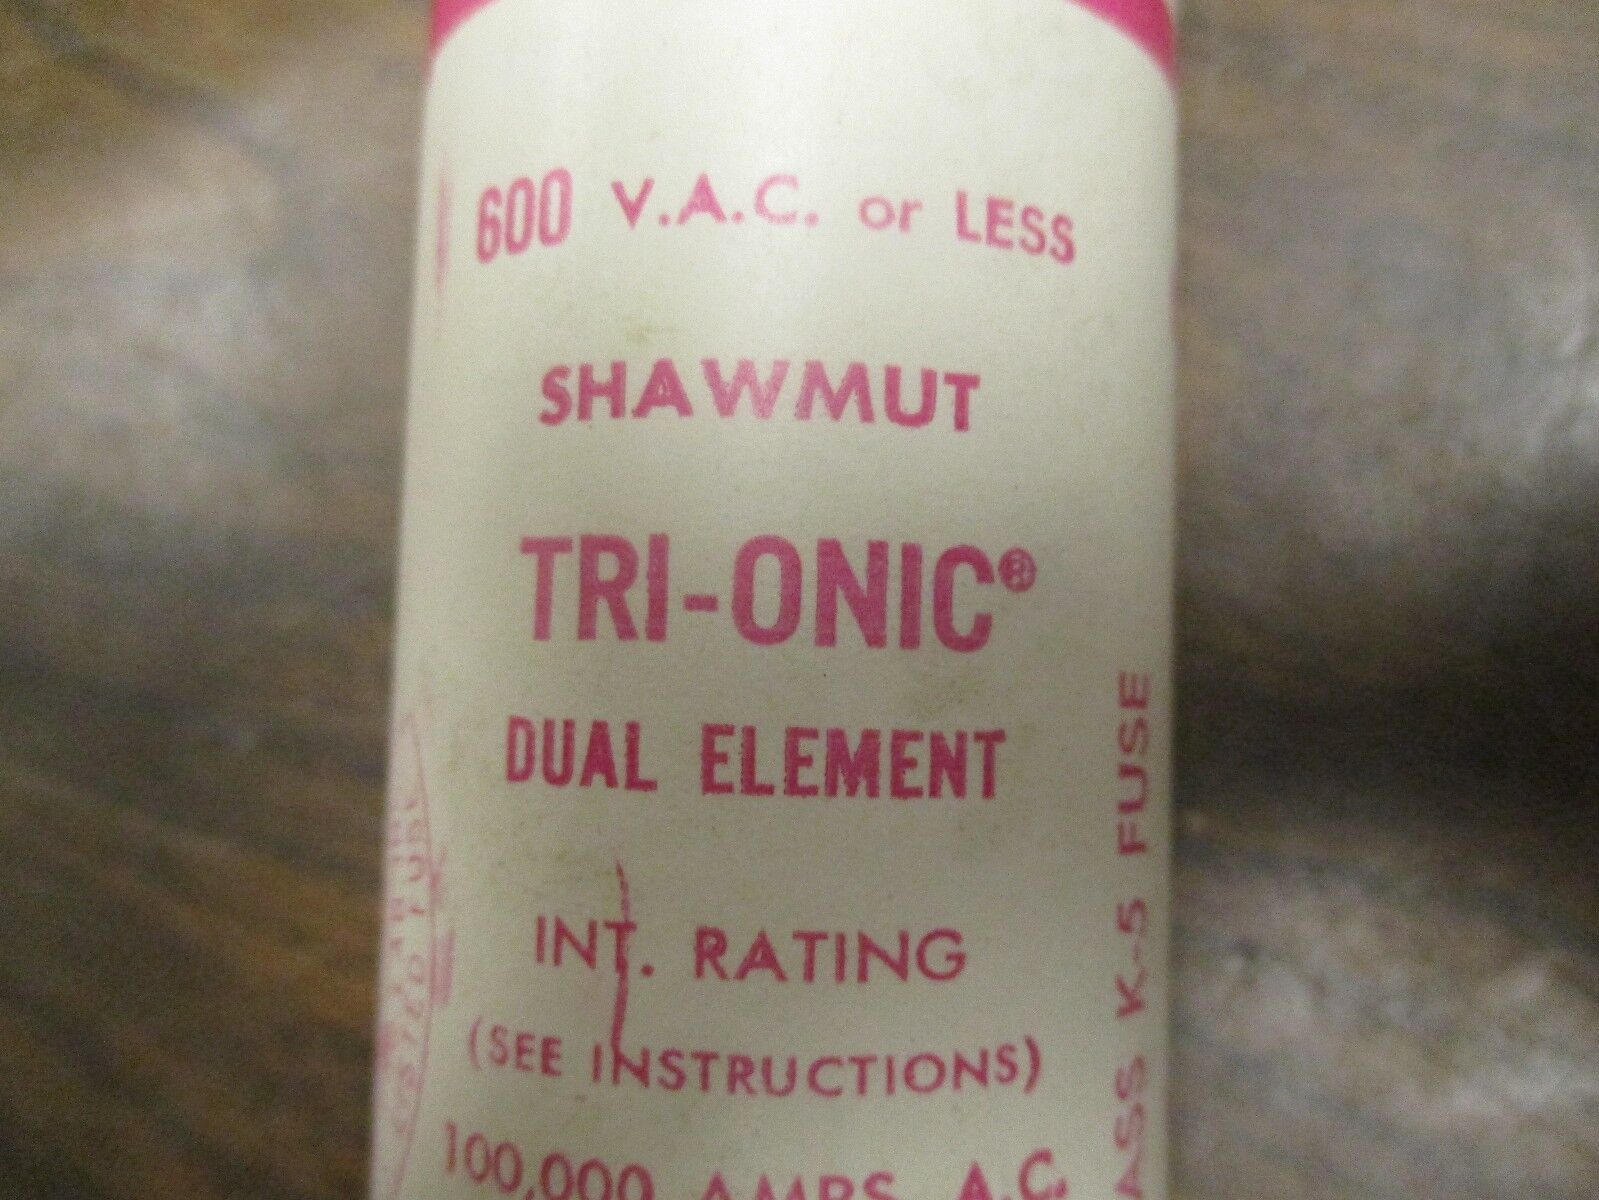 600 V.A.C. or LESS
SHAWMUT
TRI-ONIC®
DUAL ELEMENT
INT. RATING
(SEE INSTRUCTIONS)
100,000 AMPS A.C.
ASS K-5 FUSE